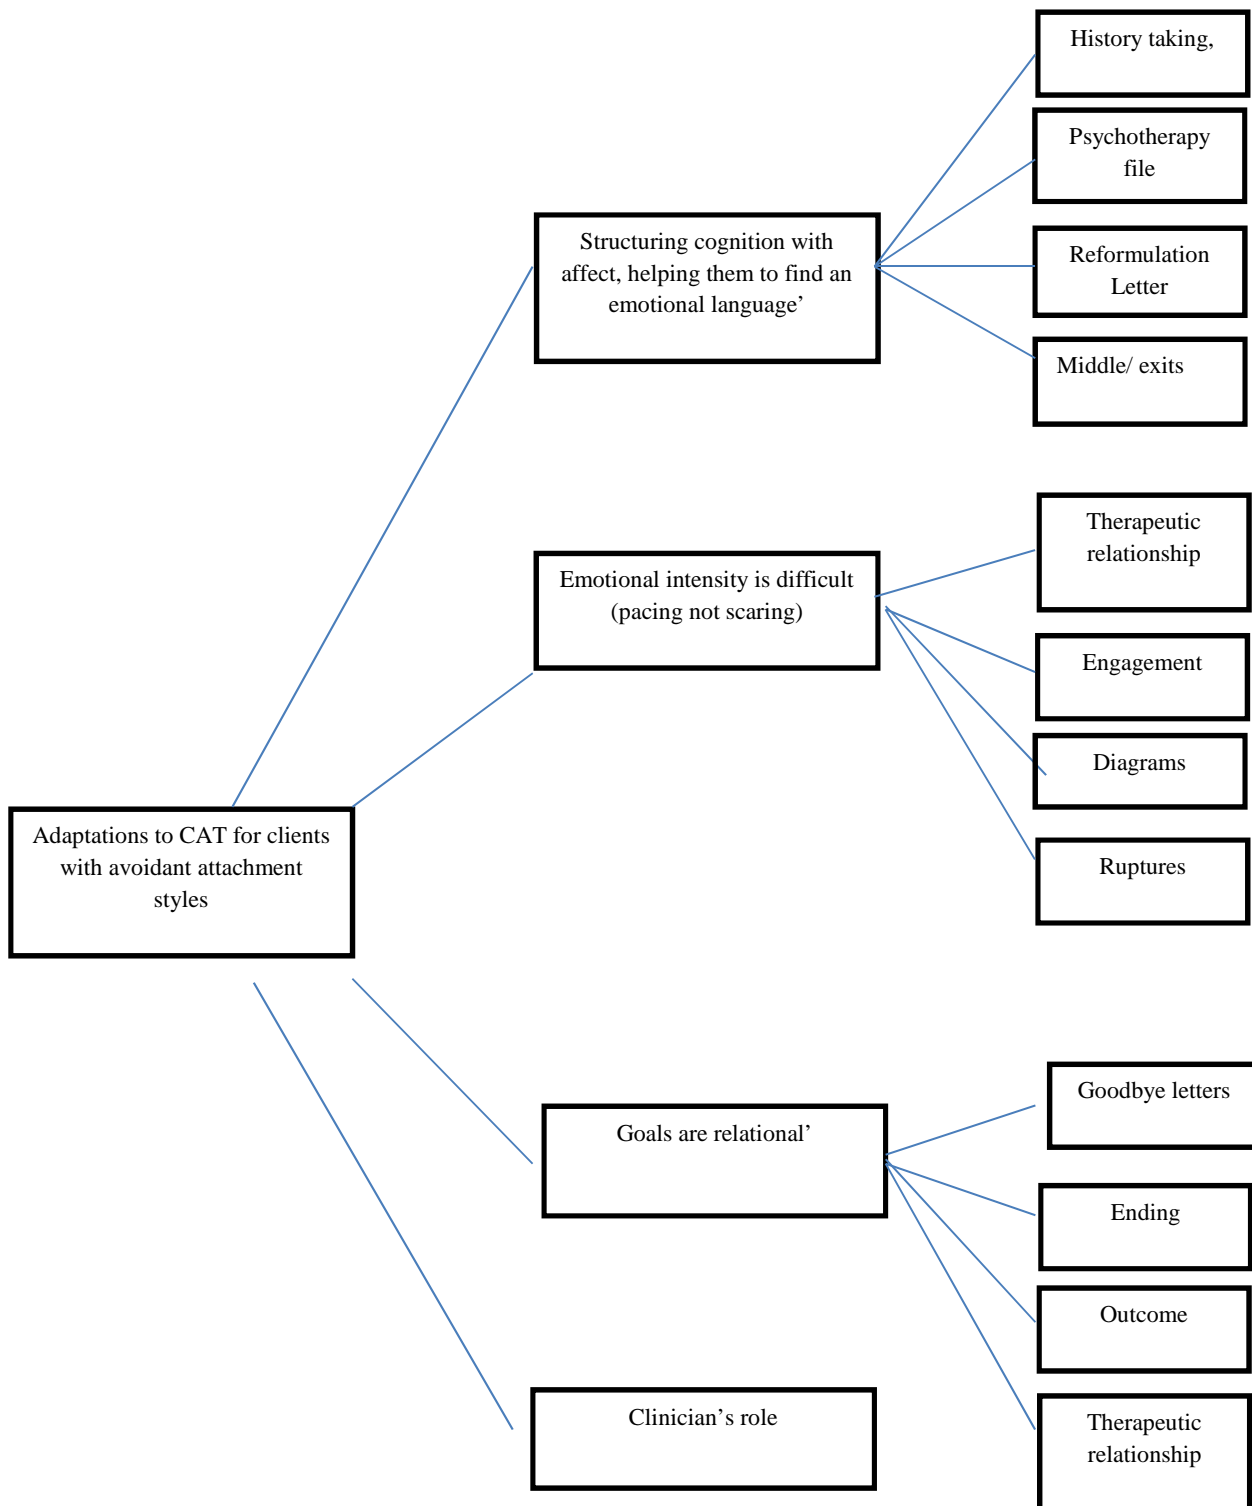 History taking,
Psychotherapy
file
Structuring cognition with
affect, helping them to find an
emotional language’
Reformulation
Letter
Middle/ exits
Therapeutic
relationship
Emotional intensity is difficult
(pacing not scaring)
Engagement
Diagrams
Adaptations to CAT for clients
with avoidant attachment
styles
Ruptures
Goodbye letters
Goals are relational’
Ending
Outcome
Clinician’s role
Therapeutic
relationship